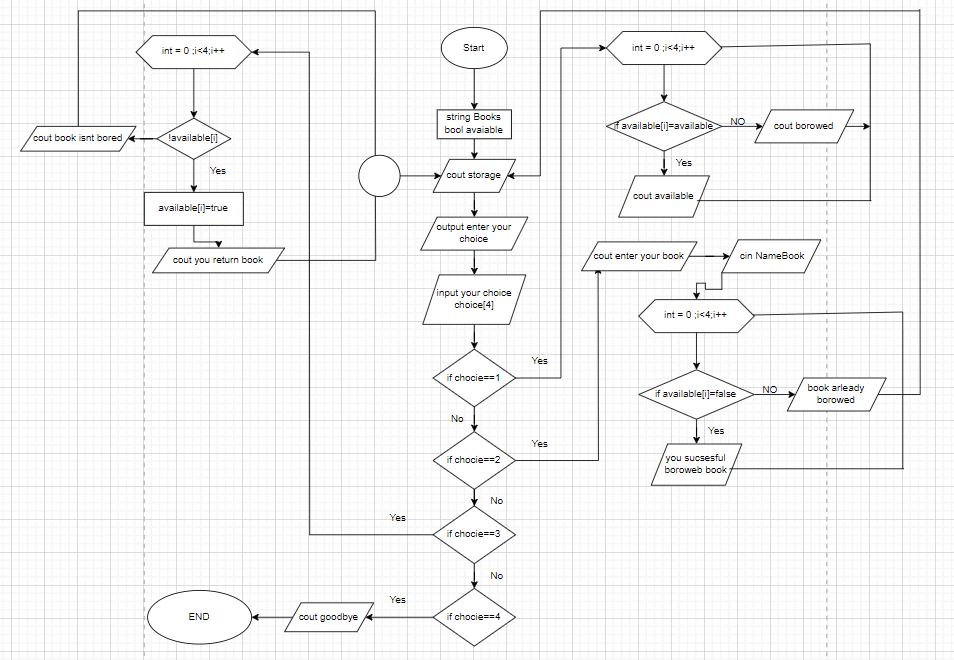 Start
string Books
bool avaiable
cout storage
output enter your
choice
input your choice
choice[4]
if chocie==1
Yes
No
if chocie==2
Yes
No
if chocie==3
Yes
No
if chocie==4
Yes
cout goodbye
END
int = 0 ;i<4;i++
!available[i]
cout book isnt bored
Yes
available[i]=true
cout you return book
int = 0 ;i<4;i++
if available[i]=available
NO
cout borowed
Yes
cout available
cout enter your book
cin NameBook
int = 0 ;i<4;i++
if available[i]=false
NO
book arleady
borowed
Yes
you sucsesful
boroweb book